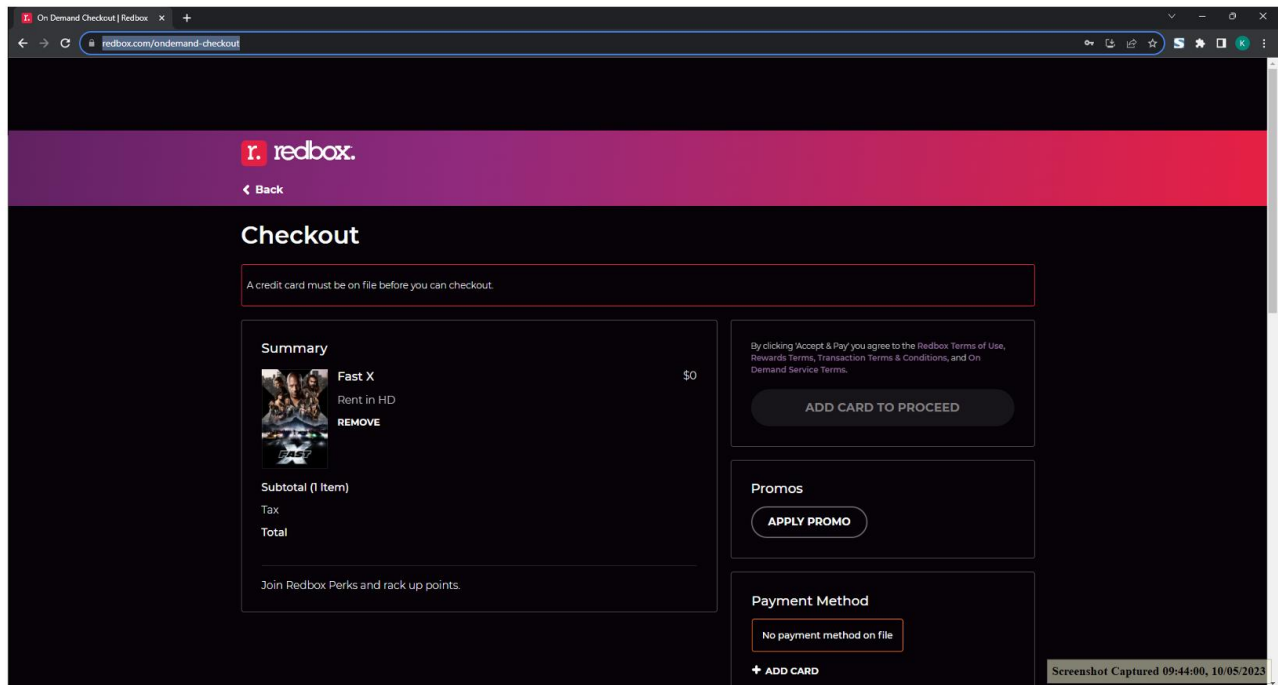 On Demand Checkout | Redbox
redbox.com/ondemand-checkout
S
K
r. redbox.
Back
Checkout
A credit card must be on file before you can checkout.
Summary
Fast X
$0
Rent in HD
REMOVE
FAST X
Subtotal (1 Item)
Tax
Total
Join Redbox Perks and rack up points.
By clicking 'Accept & Pay' you agree to the Redbox Terms of Use,
Rewards Terms, Transaction Terms & Conditions, and On
Demand Service Terms.
ADD CARD TO PROCEED
Promos
APPLY PROMO
Payment Method
No payment method on file
+ ADD CARD
Screenshot Captured 09:44:00, 10/05/2023